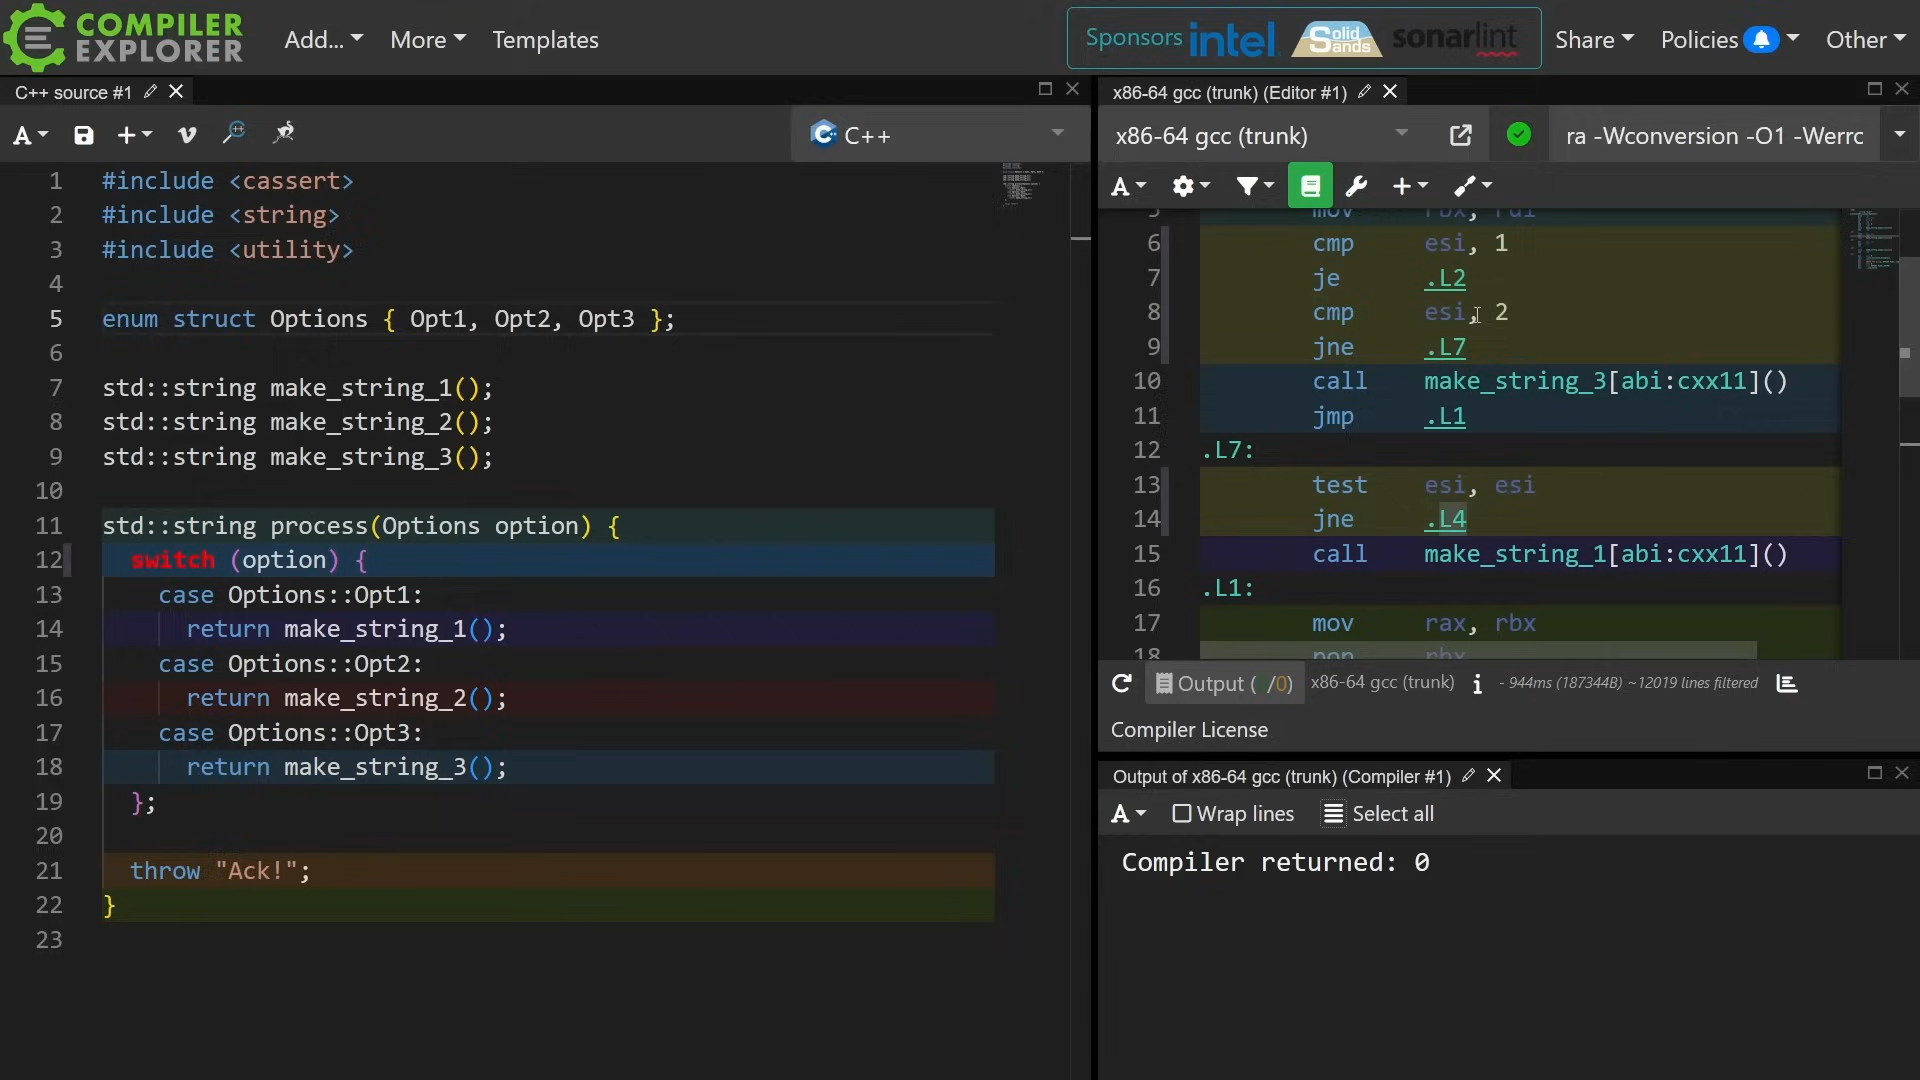 COMPILER
EXPLORER
Add...
More
Templates
Sponsors intel. Solid Sands sonarlint
Share
Policies
Other
C++ source #1
A
C++
1 #include <cassert>
2 #include <string>
3 #include <utility>
4
5 enum struct Options { Opt1, Opt2, Opt3 };
6
7 std::string make_string_1();
8 std::string make_string_2();
9 std::string make_string_3();
10
11 std::string process(Options option) {
12 switch (option) {
13 case Options::Opt1:
14 return make_string_1();
15 case Options::Opt2:
16 return make_string_2();
17 case Options::Opt3:
18 return make_string_3();
19 };
20
21 throw "Ack!";
22 }
23
x86-64 gcc (trunk) (Editor #1)
x86-64 gcc (trunk)
ra -Wconversion -O1 -Werrc
A
5 mov rbx, rdi
6 cmp esi, 1
7 je .L2
8 cmp esi, 2
9 jne .L7
10 call make_string_3[abi:cxx11]()
11 jmp .L1
12 .L7:
13 test esi, esi
14 jne .L4
15 call make_string_1[abi:cxx11]()
16 .L1:
17 mov rax, rbx
18 pop rbx
Output ( /0) x86-64 gcc (trunk) i - 944ms (187344B) ~12019 lines filtered
Compiler License
Output of x86-64 gcc (trunk) (Compiler #1)
A Wrap lines Select all
Compiler returned: 0